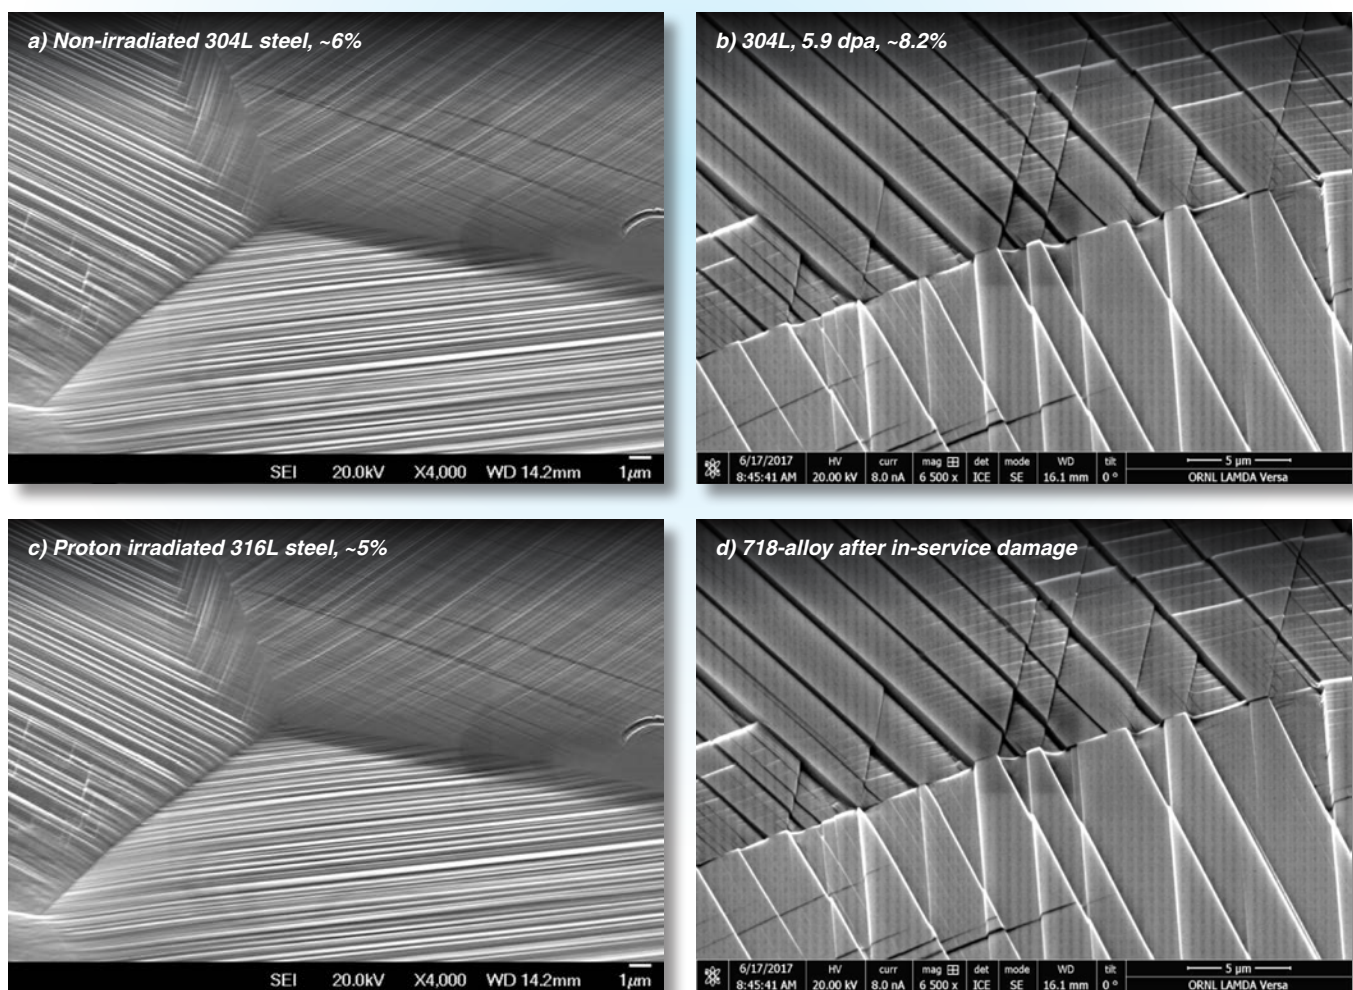 a) Non-irradiated 304L steel, ~6%
SEI 20.0kV X4,000 WD 14.2mm 1μm
b) 304L, 5.9 dpa, ~8.2%
6/17/2017 HV curr mag det mode WD tilt 5 μm
8:45:41 AM 20.00 kV 8.0 nA 6 500 x ICE SE 16.1 mm 0 ° ORNL LAMDA Versa
c) Proton irradiated 316L steel, ~5%
SEI 20.0kV X4,000 WD 14.2mm 1μm
d) 718-alloy after in-service damage
6/17/2017 HV curr mag det mode WD tilt 5 μm
8:45:41 AM 20.00 kV 8.0 nA 6 500 x ICE SE 16.1 mm 0 ° ORNL LAMDA Versa